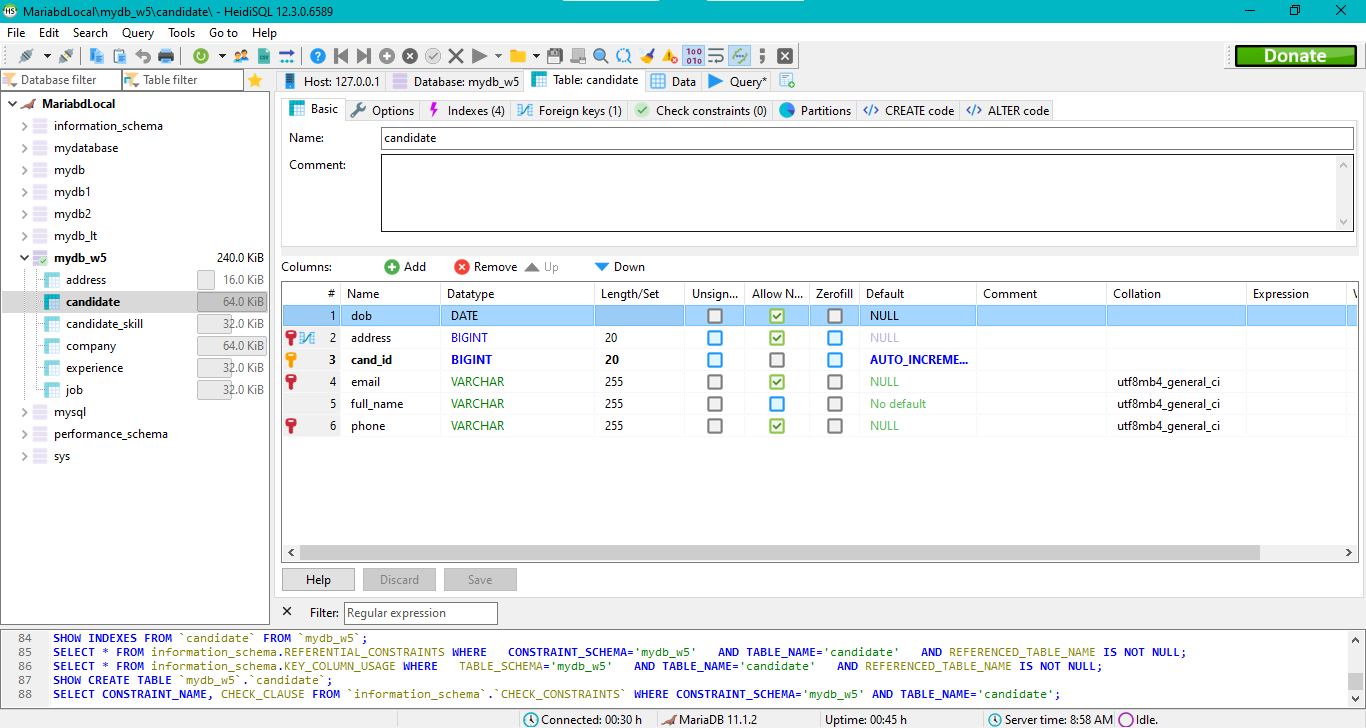 HS MariabdLocal\mydb_w5\candidate\ - HeidiSQL 12.3.0.6589
File Edit Search Query Tools Go to Help
Donate
Database filter Table filter
Host: 127.0.0.1 Database: mydb_w5 Table: candidate Data Query*
MariabdLocal
information_schema
mydatabase
mydb
mydb1
mydb2
mydb_lt
mydb_w5 240.0 KiB
address 16.0 KiB
candidate 64.0 KiB
candidate_skill 32.0 KiB
company 64.0 KiB
experience 32.0 KiB
job 32.0 KiB
mysql
performance_schema
sys
Basic Options Indexes (4) Foreign keys (1) Check constraints (0) Partitions CREATE code ALTER code
Name: candidate
Comment:
Columns: Add Remove Up Down
# Name Datatype Length/Set Unsign... Allow N... Zerofill Default Comment Collation Expression V
1 dob DATE NULL
2 address BIGINT 20 NULL
3 cand_id BIGINT 20 AUTO_INCREME...
4 email VARCHAR 255 NULL utf8mb4_general_ci
5 full_name VARCHAR 255 No default utf8mb4_general_ci
6 phone VARCHAR 255 NULL utf8mb4_general_ci
Help Discard Save
Filter: Regular expression
84 SHOW INDEXES FROM `candidate` FROM `mydb_w5`;
85 SELECT * FROM information_schema.REFERENTIAL_CONSTRAINTS WHERE CONSTRAINT_SCHEMA='mydb_w5' AND TABLE_NAME='candidate' AND REFERENCED_TABLE_NAME IS NOT NULL;
86 SELECT * FROM information_schema.KEY_COLUMN_USAGE WHERE TABLE_SCHEMA='mydb_w5' AND TABLE_NAME='candidate' AND REFERENCED_TABLE_NAME IS NOT NULL;
87 SHOW CREATE TABLE `mydb_w5`.`candidate`;
88 SELECT CONSTRAINT_NAME, CHECK_CLAUSE FROM `information_schema`.`CHECK_CONSTRAINTS` WHERE CONSTRAINT_SCHEMA='mydb_w5' AND TABLE_NAME='candidate';
Connected: 00:30 h MariaDB 11.1.2 Uptime: 00:45 h Server time: 8:58 AM Idle.